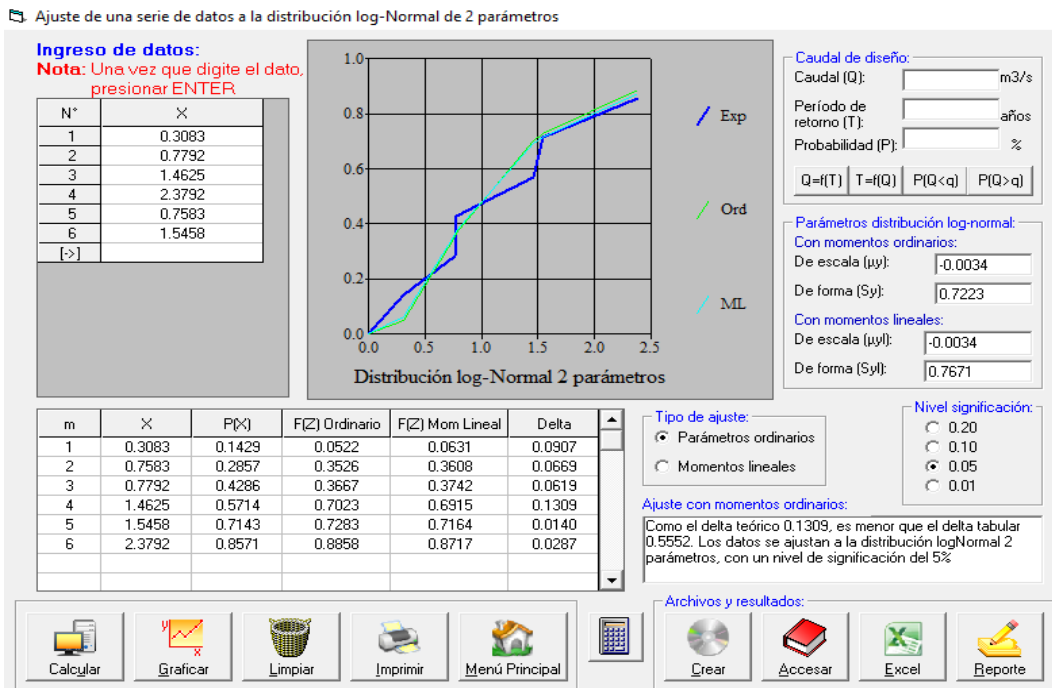 Ajuste de una serie de datos a la distribución log-Normal de 2 parámetros
Ingreso de datos:
Nota: Una vez que digite el dato,
presionar ENTER
N° X
1 0.3083
2 0.7792
3 1.4625
4 2.3792
5 0.7583
6 1.5458
[->]
1.0
0.8
0.6
0.4
0.2
0.0
0.0 0.5 1.0 1.5 2.0 2.5
Distribución log-Normal 2 parámetros
Exp
Ord
ML
Caudal de diseño:
Caudal (Q): m3/s
Período de
retorno (T): años
Probabilidad (P): %
Q=f(T) T=f(Q) P(Q<q) P(Q>q)
Parámetros distribución log-normal:
Con momentos ordinarios:
De escala (µy): -0.0034
De forma (Sy): 0.7223
Con momentos lineales:
De escala (µyl): -0.0034
De forma (Syl): 0.7671
m X P(X) F(Z) Ordinario F(Z) Mom Lineal Delta
1 0.3083 0.1429 0.0522 0.0631 0.0907
2 0.7583 0.2857 0.3526 0.3608 0.0669
3 0.7792 0.4286 0.3667 0.3742 0.0619
4 1.4625 0.5714 0.7023 0.6915 0.1309
5 1.5458 0.7143 0.7283 0.7164 0.0140
6 2.3792 0.8571 0.8858 0.8717 0.0287
Tipo de ajuste:
Parámetros ordinarios
Momentos lineales
Nivel significación:
0.20
0.10
0.05
0.01
Ajuste con momentos ordinarios:
Como el delta teórico 0.1309, es menor que el delta tabular
0.5552. Los datos se ajustan a la distribución logNormal 2
parámetros, con un nivel de significación del 5%
Calcular Graficar Limpiar Imprimir Menú Principal
Archivos y resultados:
Crear Accesar Excel Reporte